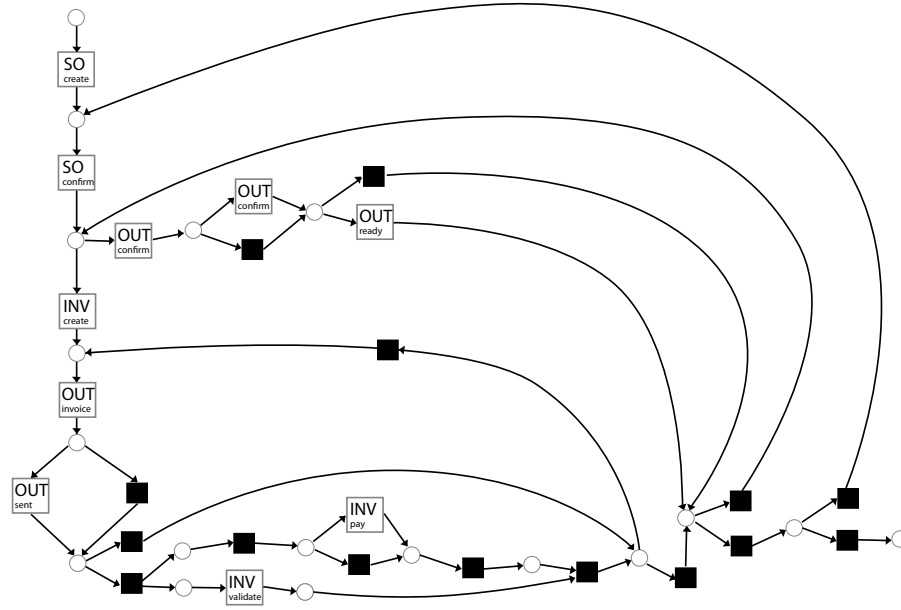 SO
create
SO
confirm
OUT
confirm
OUT
confirm
OUT
ready
INV
create
OUT
invoice
OUT
sent
INV
pay
INV
validate